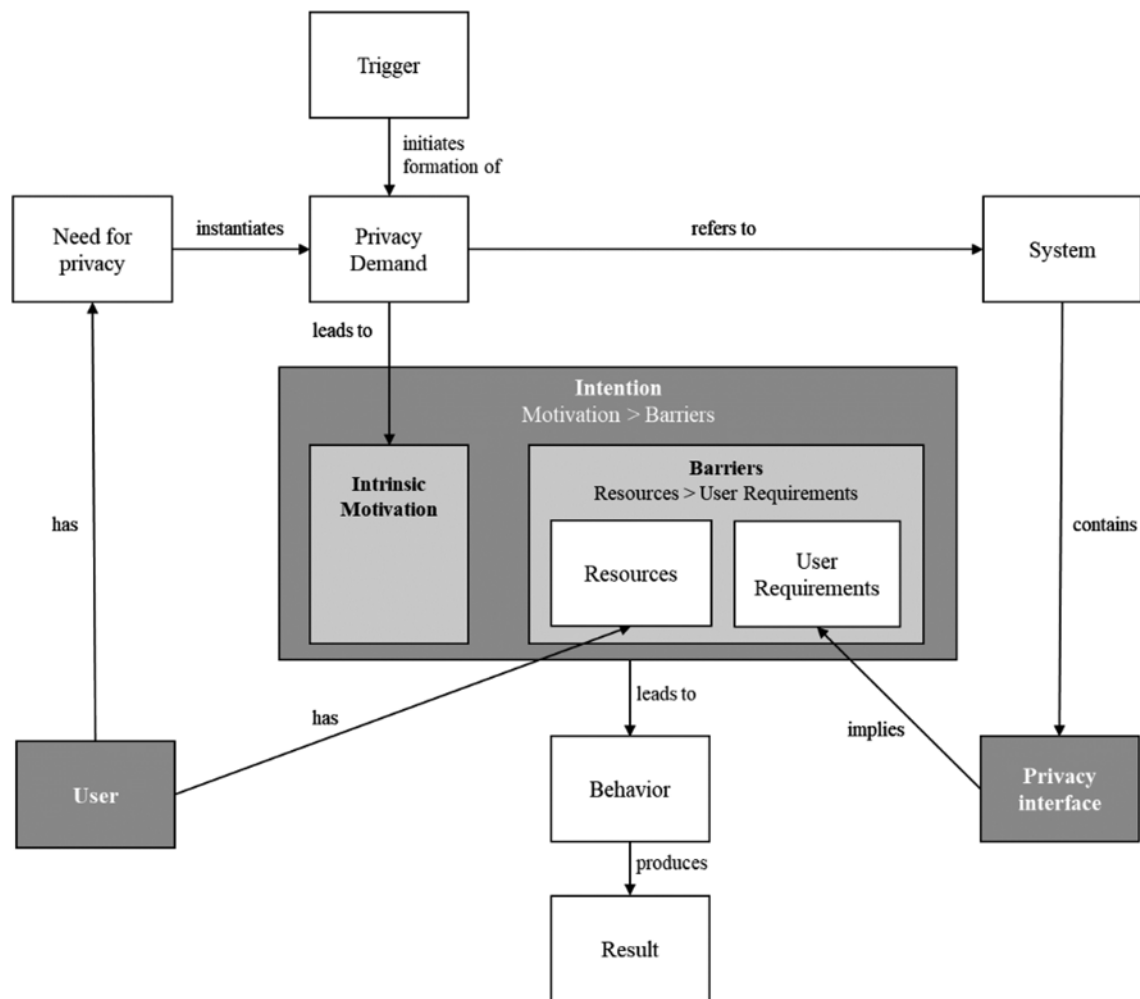 Trigger
initiates
formation of
Need for
privacy
instantiates
Privacy
Demand
refers to
System
leads to
Intention
Motivation > Barriers
Intrinsic
Motivation
Barriers
Resources > User Requirements
Resources
User
Requirements
has
contains
has
leads to
implies
User
Behavior
Privacy
interface
produces
Result